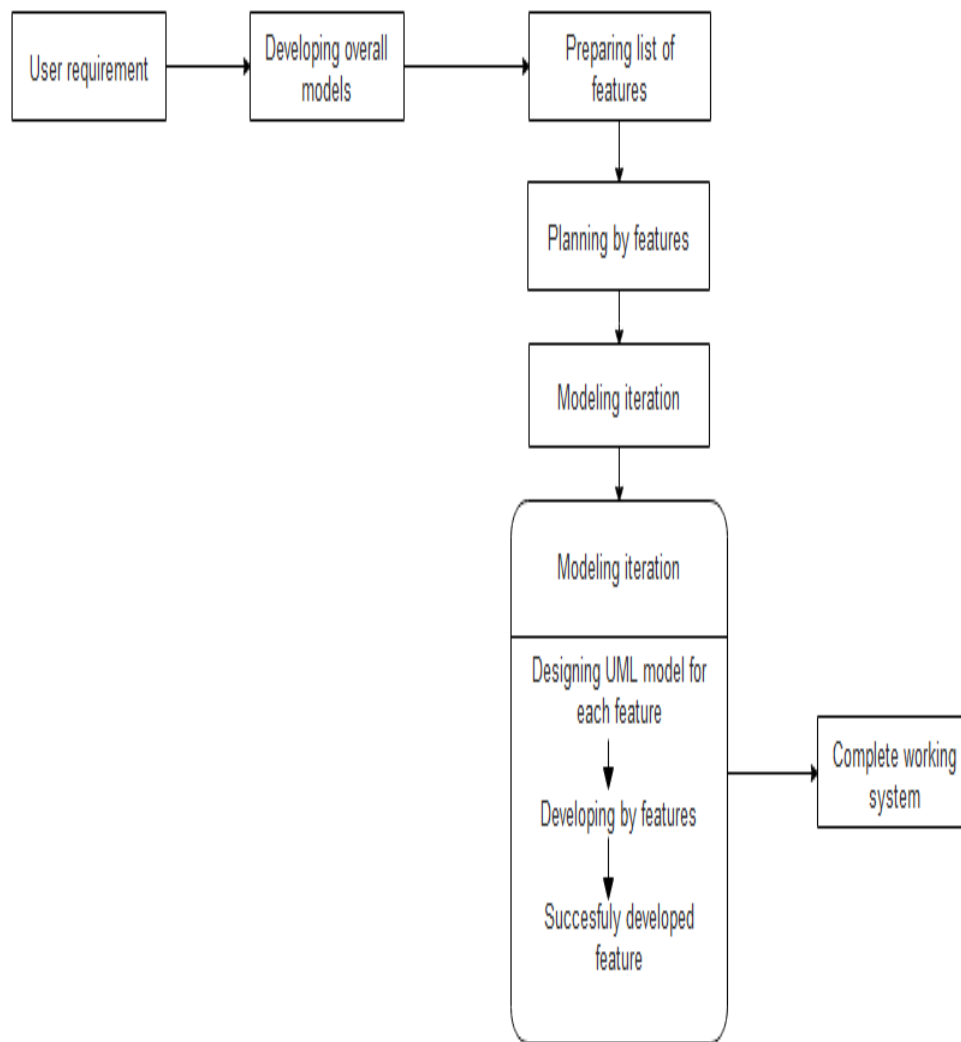 User requirement
Developing overall
models
Preparing list of
features
Planning by features
Modeling iteration
Modeling iteration
Designing UML model for
each feature
Developing by features
Succesfuly developed
feature
Complete working
system